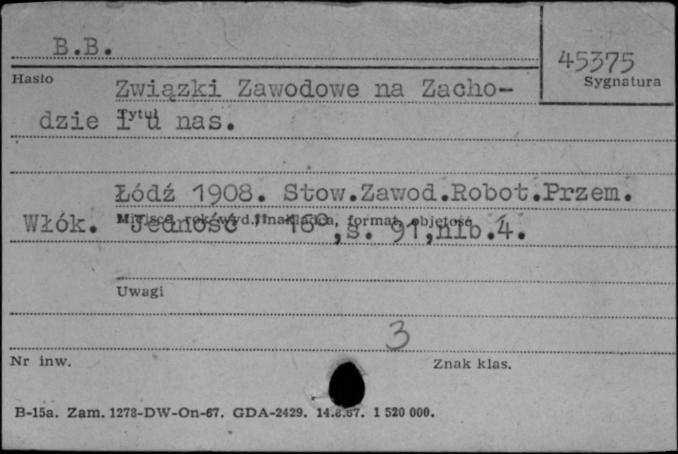 B.B.
45375
Hasło
Sygnatura
Związki Zawodowe na Zacho-
Tytuł
dzie i u nas.
Łódź 1908. Stow.Zawod.Robot.Przem.
Miejsce, rok wyd., nakładca, format, objętość
Włók. "Jedność" 16°, s. 91,nlb.4.
Uwagi
3
Nr inw.
Znak klas.
B-15a. Zam. 1278-DW-On-67. GDA-2429. 14.8.67. 1 520 000.